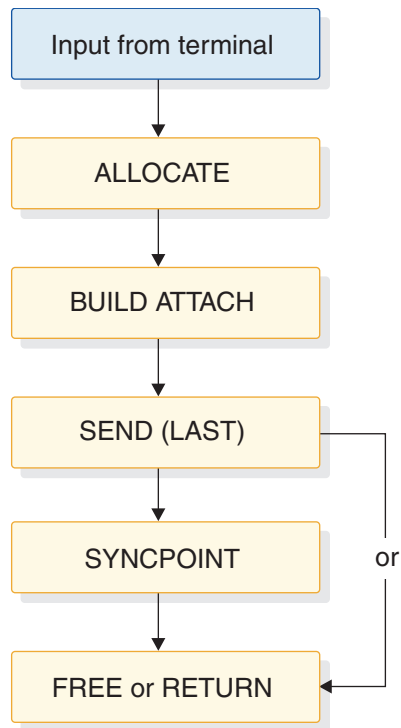 Input from terminal
ALLOCATE
BUILD ATTACH
SEND (LAST)
SYNCPOINT
or
FREE or RETURN